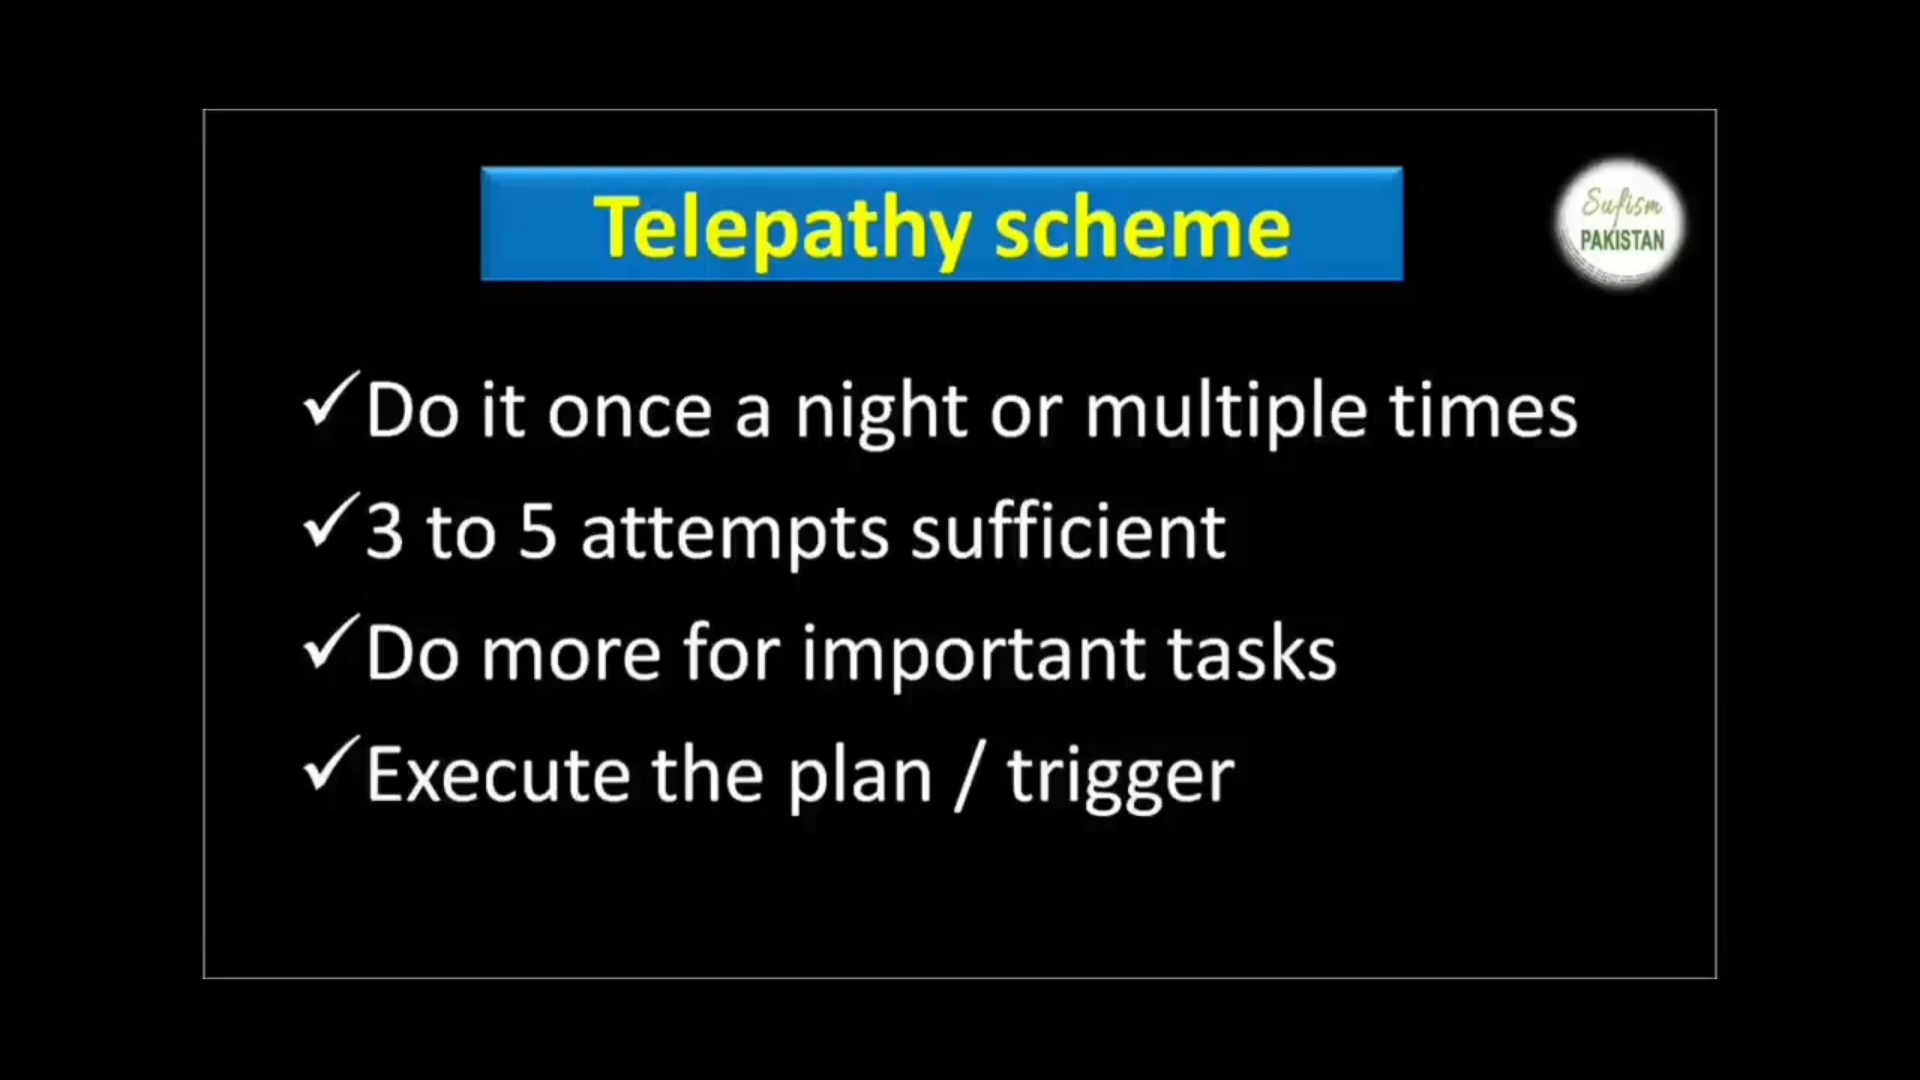 Telepathy scheme
Sufism
PAKISTAN
✓Do it once a night or multiple times
✓3 to 5 attempts sufficient
✓Do more for important tasks
✓Execute the plan / trigger